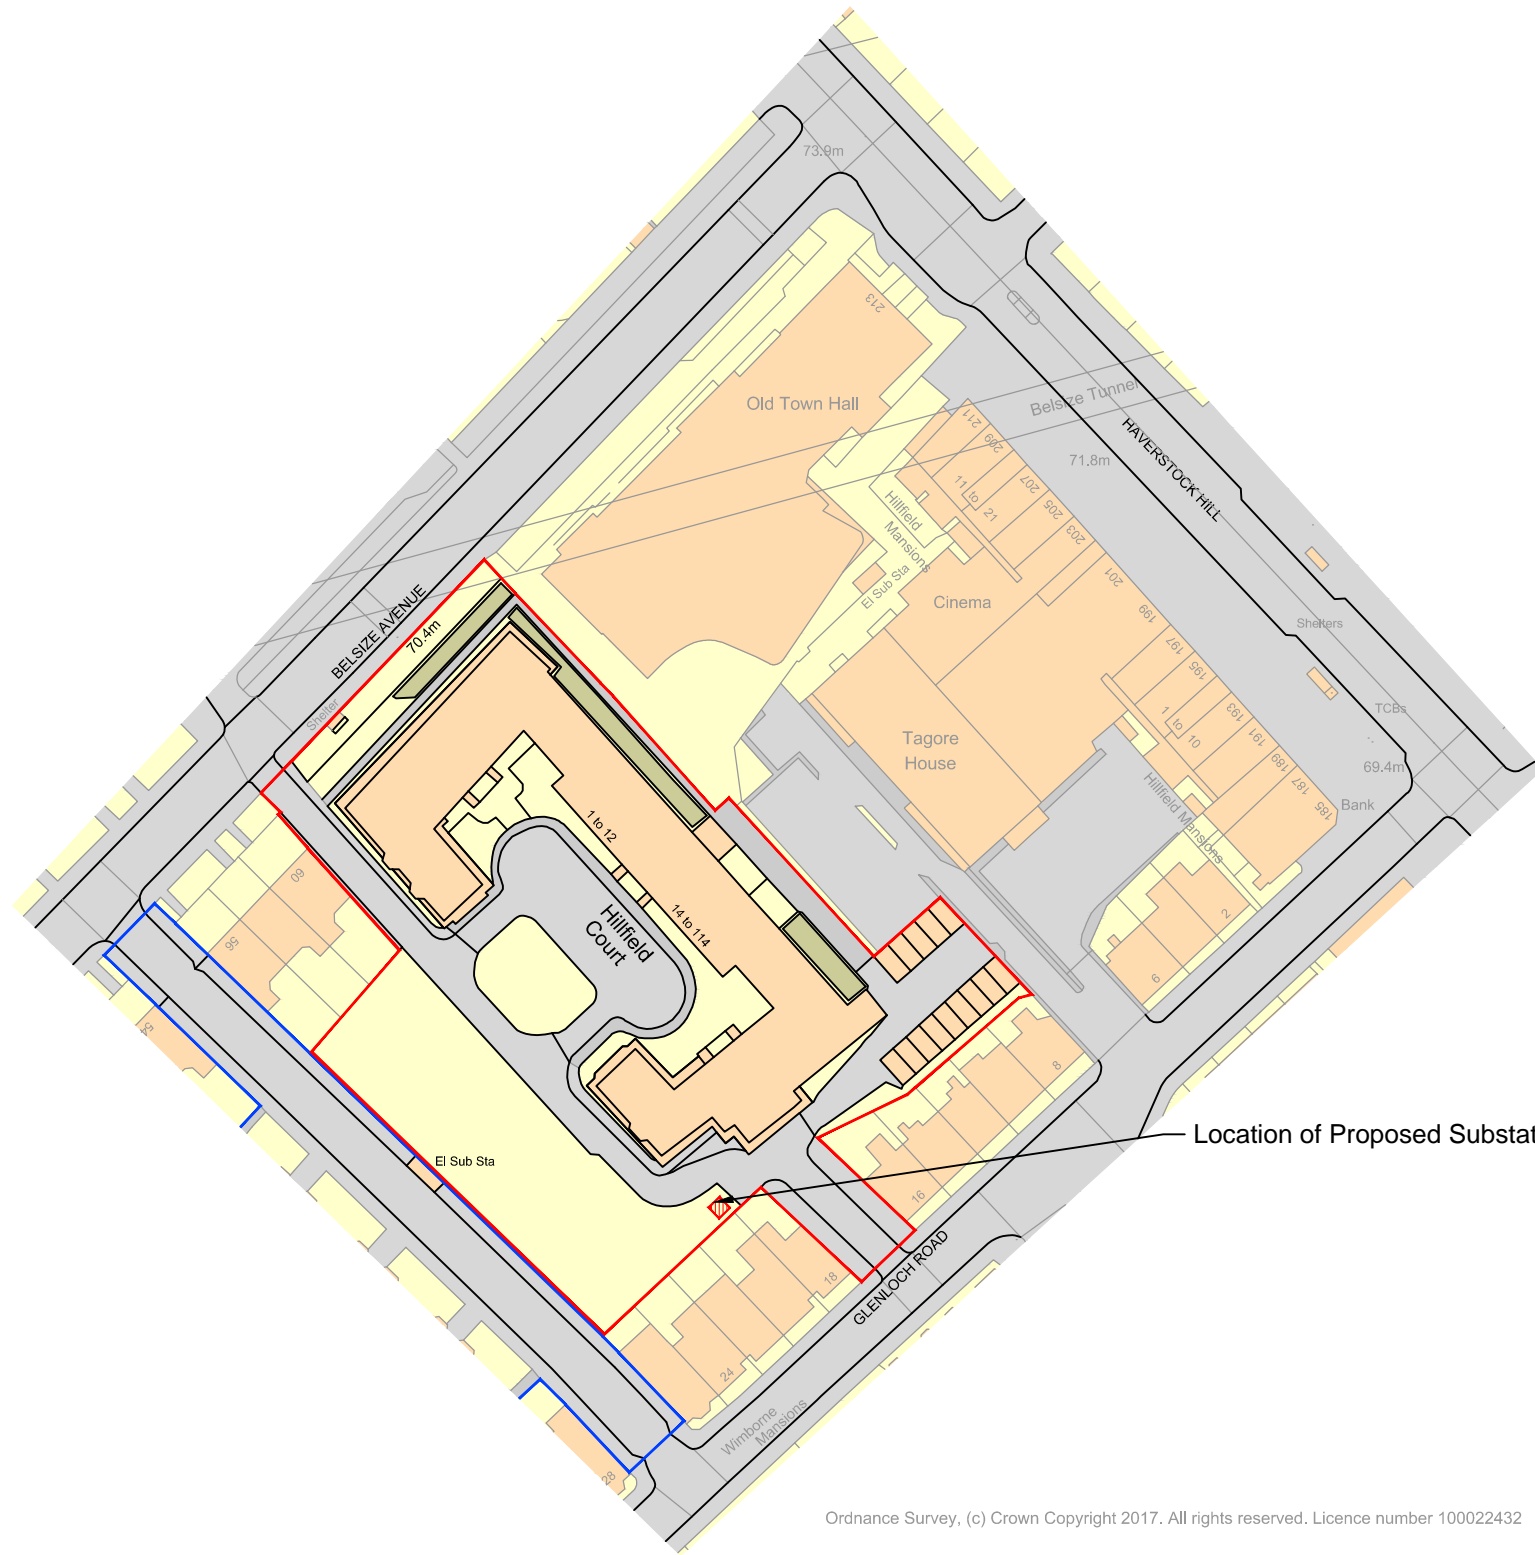 73.9m
213
Old Town Hall
Belsize Tunnel
HAVERSTOCK HILL
71.8m
211
209
207
205
203
201
199
197
195
193
191
189
187
185
11 to 21
Hillfield
Mansions
El Sub Sta
Cinema
Shelters
TCBs
69.4m
Bank
1 to 10
Hillfield Mansions
Tagore
House
BELSIZE AVENUE
70.4m
Shelter
1 to 12
14 to 114
Hillfield
Court
60
56
54
2
6
8
16
18
24
28
El Sub Sta
Location of Proposed Substat
GLENLOCH ROAD
Wimborne
Mansions
Ordnance Survey, (c) Crown Copyright 2017. All rights reserved. Licence number 100022432